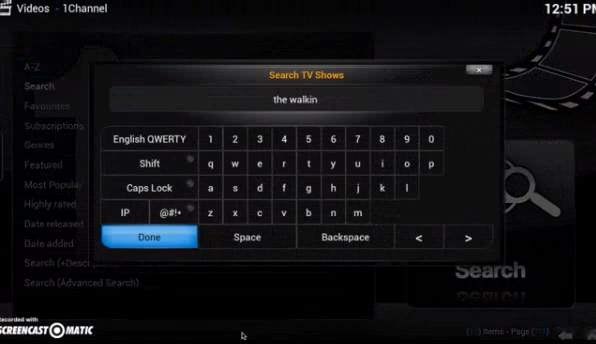 Videos - 1Channel
12:51 PM
Search TV Shows
the walkin
English QWERTY 1 2 3 4 5 6 7 8 9 0
Shift q w e r t y u i o p
Caps Lock a s d f g h j k l
IP @#!* z x c v b n m
Done Space Backspace < >
A-Z
Search
Favourites
Subscriptions
Genres
Featured
Most Popular
Highly rated
Date released
Date added
Search (+Desc
Search (Advanced Search)
Search
Items - Page
Recorded with
SCREENCAST MATIC